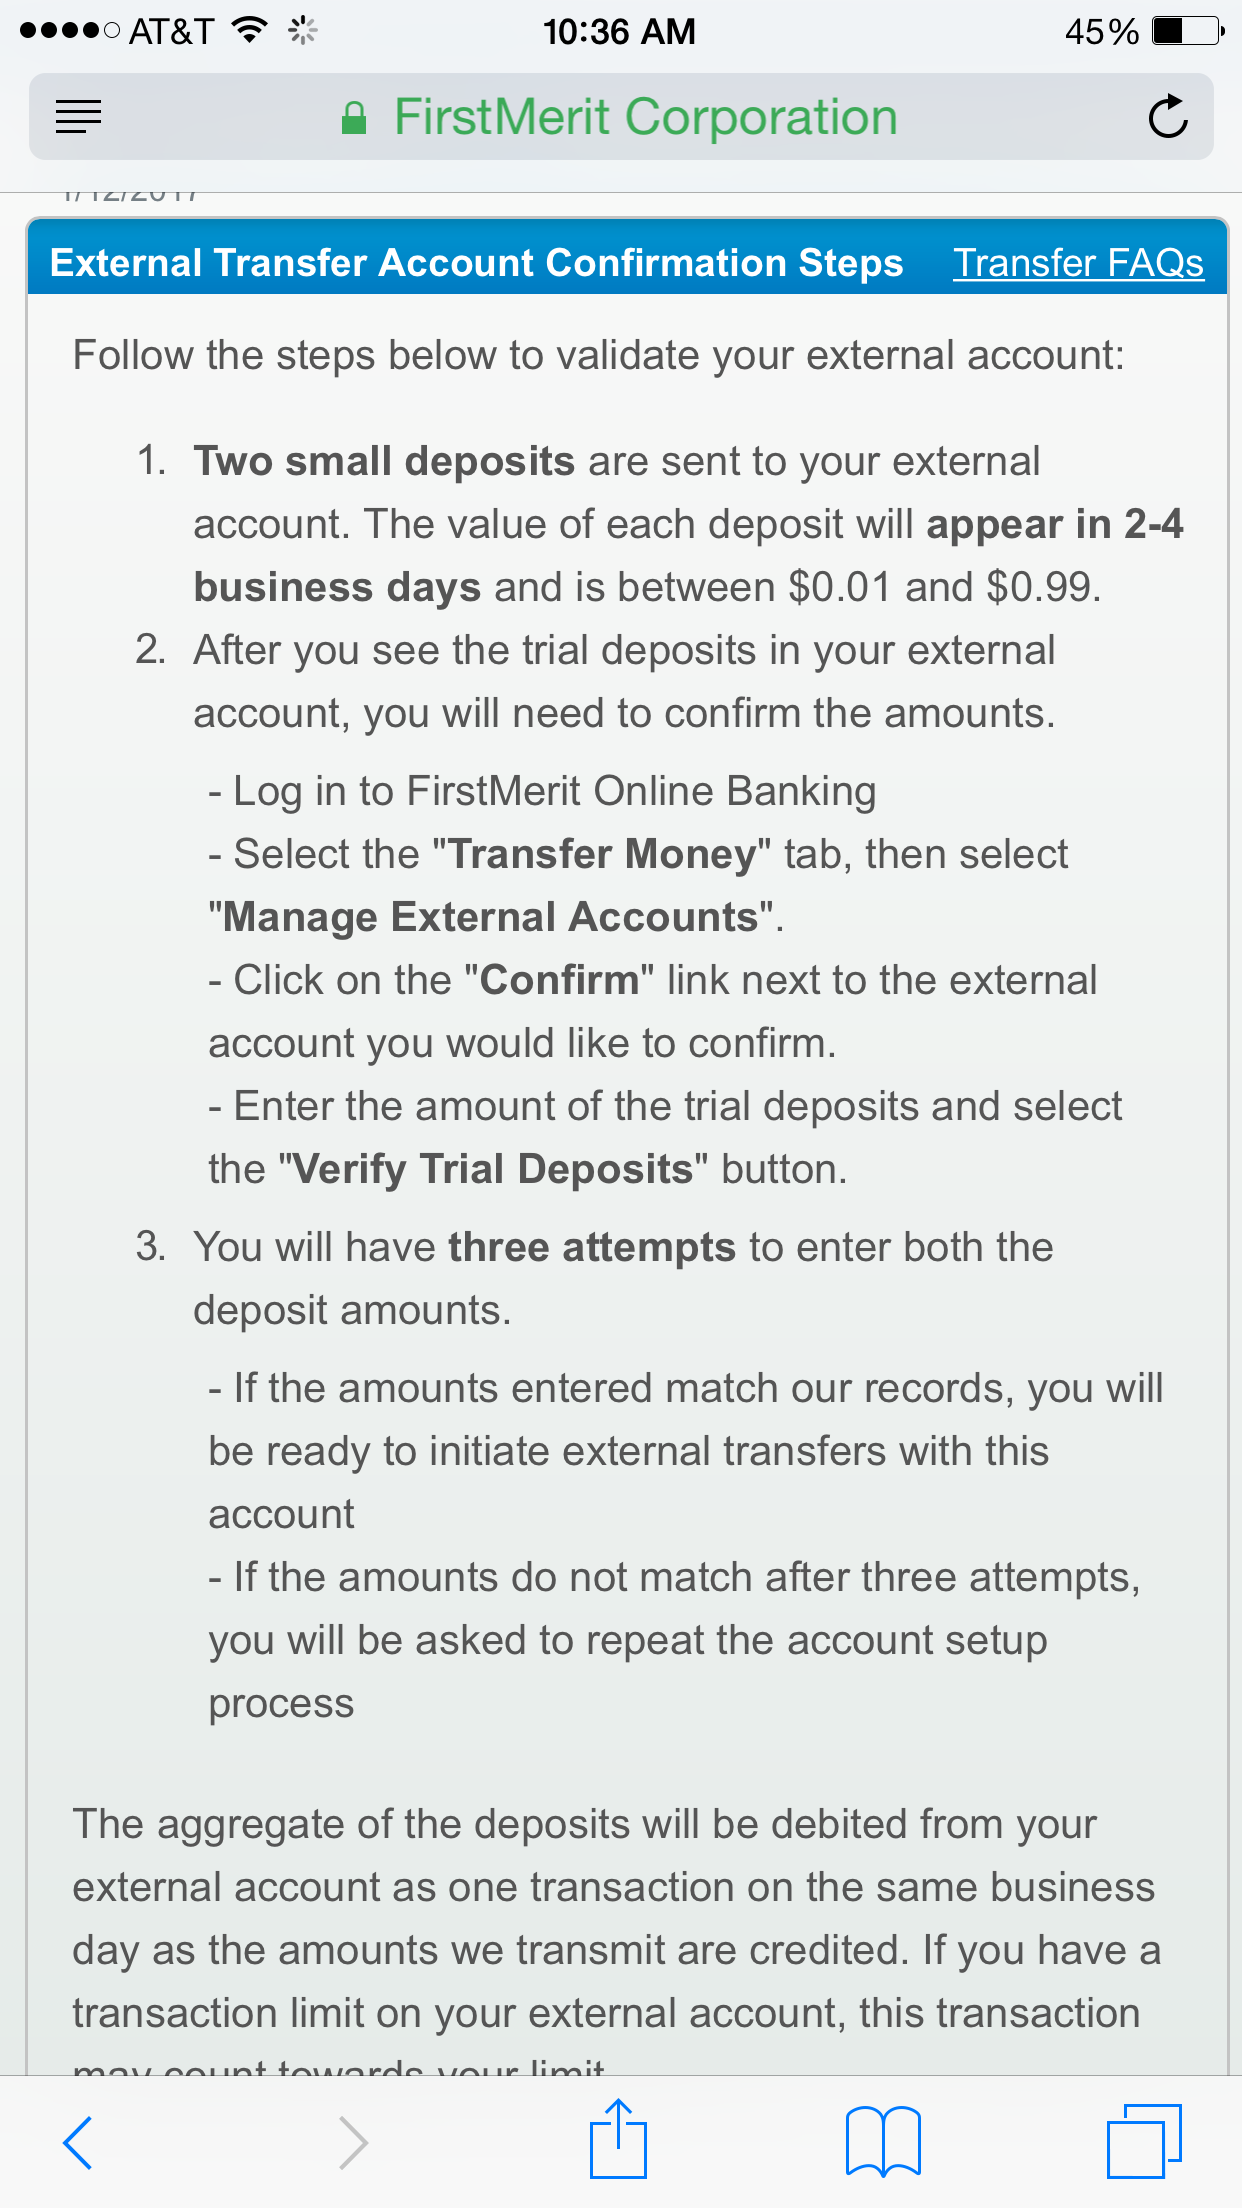 AT&T 10:36 AM 45%
FirstMerit Corporation
External Transfer Account Confirmation Steps Transfer FAQs
Follow the steps below to validate your external account:
1. Two small deposits are sent to your external
account. The value of each deposit will appear in 2-4
business days and is between $0.01 and $0.99.
2. After you see the trial deposits in your external
account, you will need to confirm the amounts.
- Log in to FirstMerit Online Banking
- Select the "Transfer Money" tab, then select
"Manage External Accounts".
- Click on the "Confirm" link next to the external
account you would like to confirm.
- Enter the amount of the trial deposits and select
the "Verify Trial Deposits" button.
3. You will have three attempts to enter both the
deposit amounts.
- If the amounts entered match our records, you will
be ready to initiate external transfers with this
account
- If the amounts do not match after three attempts,
you will be asked to repeat the account setup
process
The aggregate of the deposits will be debited from your
external account as one transaction on the same business
day as the amounts we transmit are credited. If you have a
transaction limit on your external account, this transaction
may count towards your limit